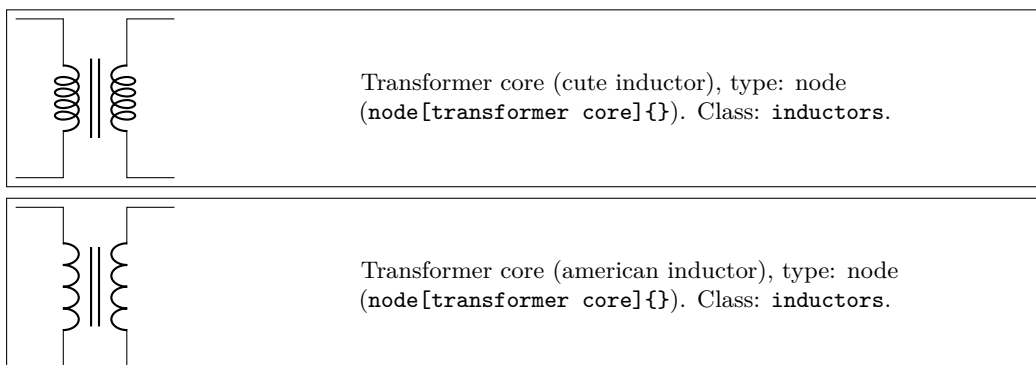 Transformer core (cute inductor), type: node
(node[transformer core]{}). Class: inductors.
Transformer core (american inductor), type: node
(node[transformer core]{}). Class: inductors.